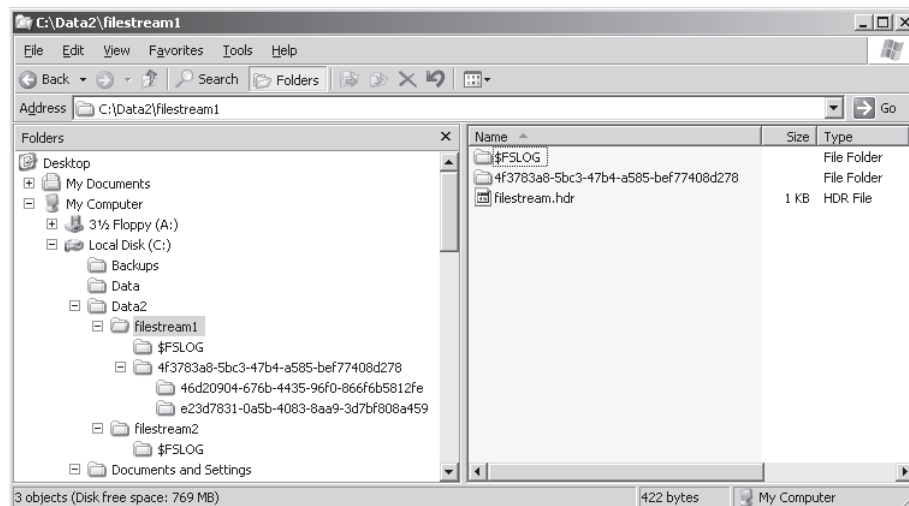 C:\Data2\filestream1
File Edit View Favorites Tools Help
Back Search Folders
Address C:\Data2\filestream1 Go
Folders
Desktop
My Documents
My Computer
3½ Floppy (A:)
Local Disk (C:)
Backups
Data
Data2
filestream1
$FSLOG
4f3783a8-5bc3-47b4-a585-bef77408d278
46d20904-676b-4435-96f0-866f6b5812fe
e23d7831-0a5b-4083-8aa9-3d7bf808a459
filestream2
$FSLOG
Documents and Settings
Name Size Type
$FSLOG File Folder
4f3783a8-5bc3-47b4-a585-bef77408d278 File Folder
filestream.hdr 1 KB HDR File
3 objects (Disk free space: 769 MB) 422 bytes My Computer